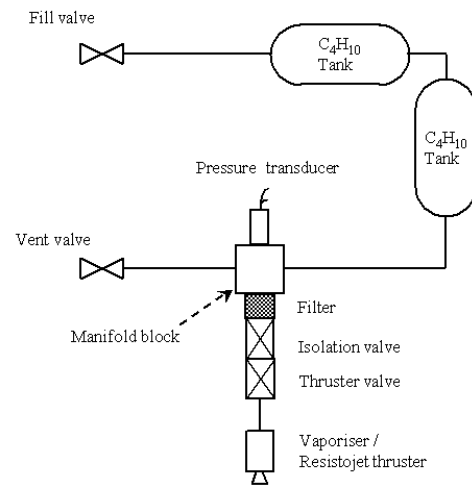 Fill valve
C₄H₁₀
Tank
C₄H₁₀
Tank
Pressure transducer
Vent valve
Manifold block
Filter
Isolation valve
Thruster valve
Vaporiser /
Resistojet thruster